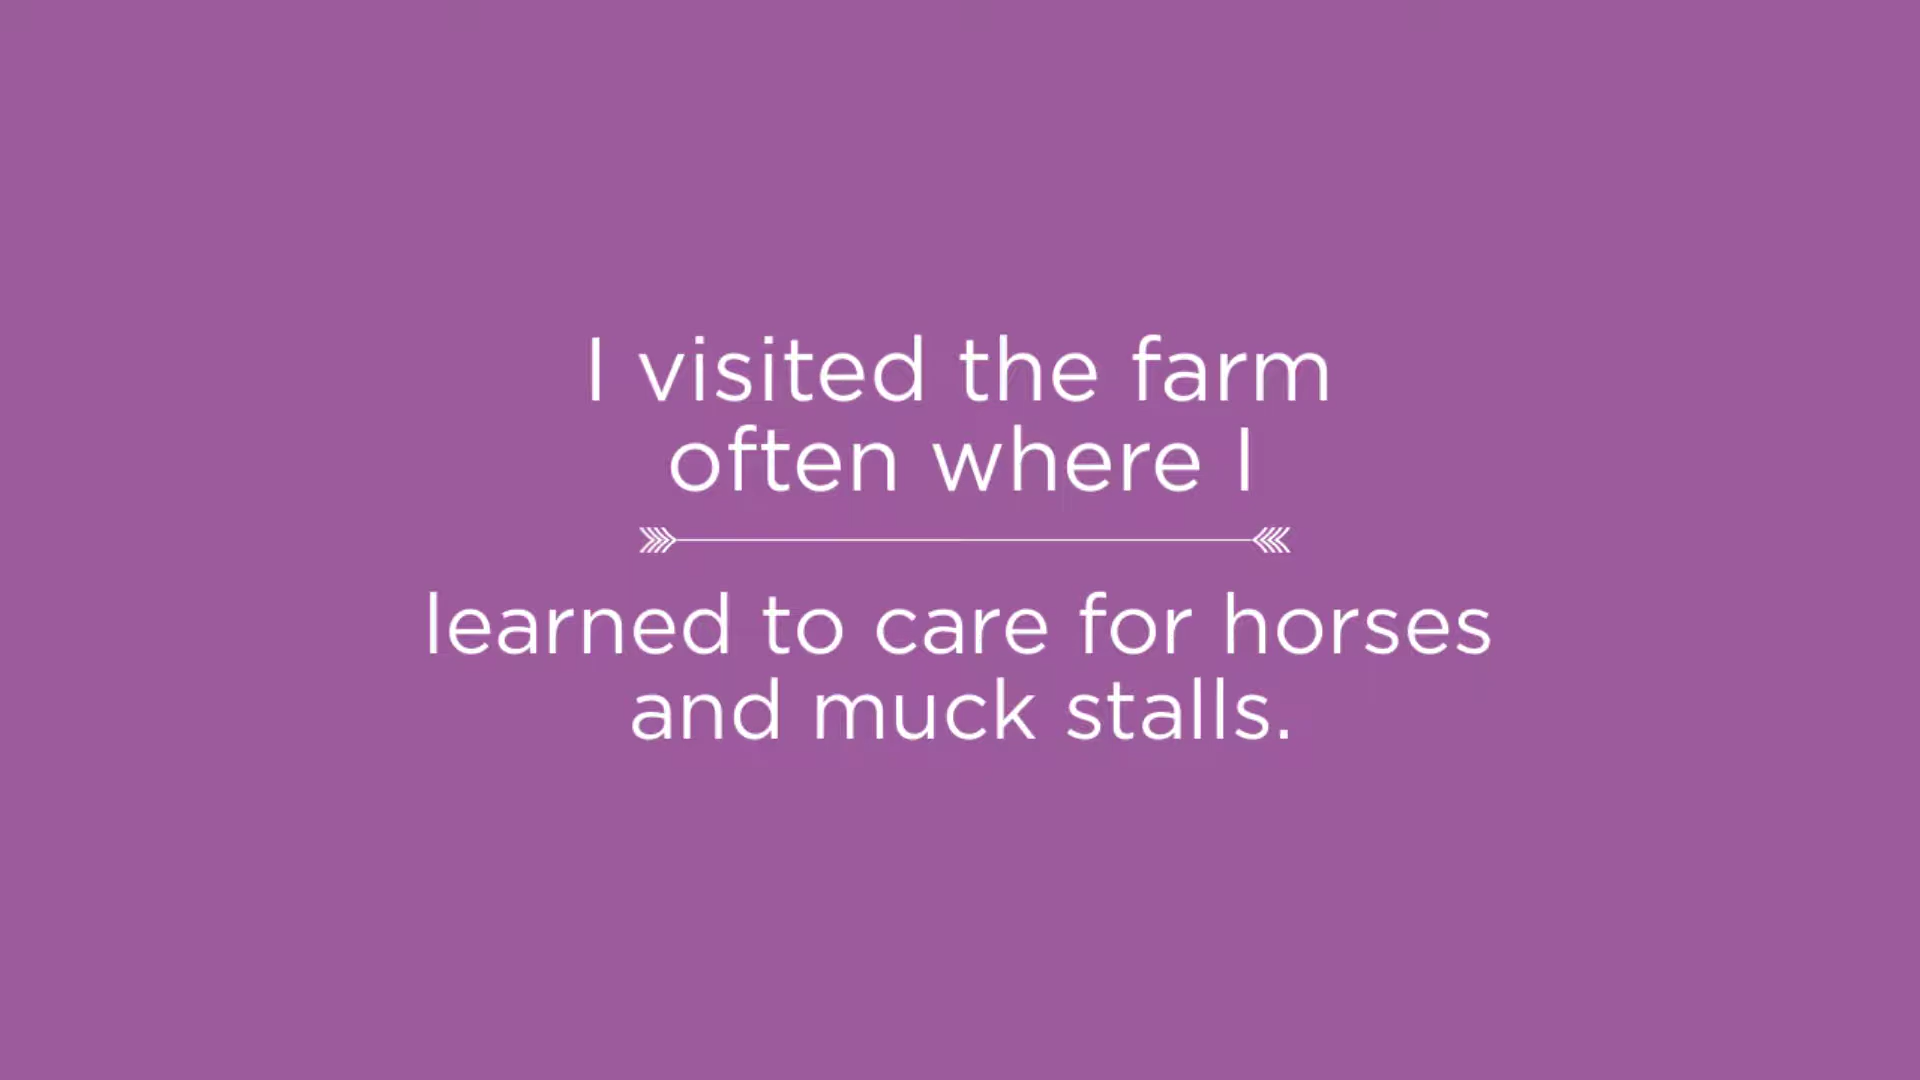 I visited the farm
often where I
learned to care for horses
and muck stalls.